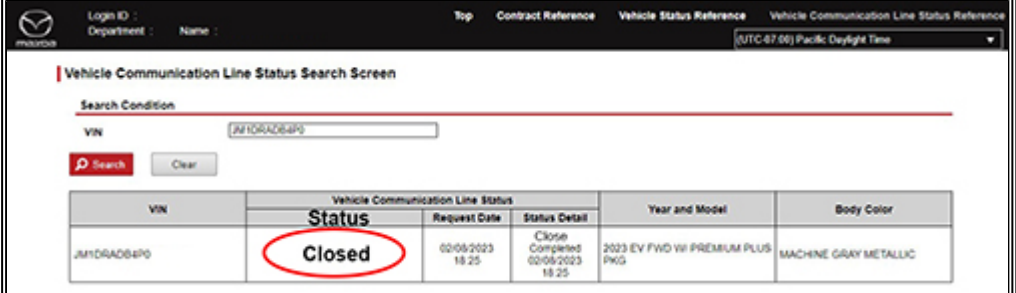 Login ID :
Department : Name :
Top Contract Reference Vehicle Status Reference Vehicle Communication Line Status Reference
mazda
(UTC-07:00) Pacific Daylight Time
Vehicle Communication Line Status Search Screen
Search Condition
VIN JM1DRADB4P0
Search Clear
VIN Vehicle Communication Line Status Year and Model Body Color
Status Request Date Status Detail
JM1DRADB4P0 Closed 02/08/2023 18:25 Close Completed 02/08/2023 18:25 2023 EV FWD W/ PREMIUM PLUS PKG MACHINE GRAY METALLIC